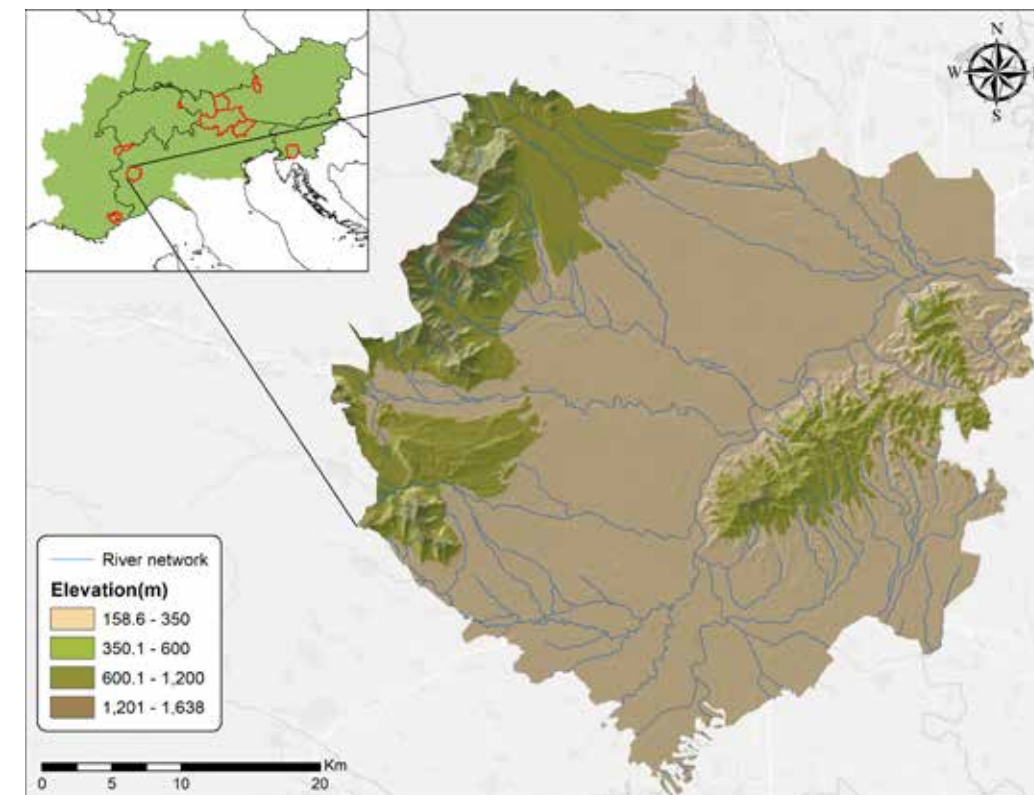 N
W
S
River network
Elevation(m)
158.6 - 350
350.1 - 600
600.1 - 1,200
1,201 - 1,638
Km
0 5 10 20